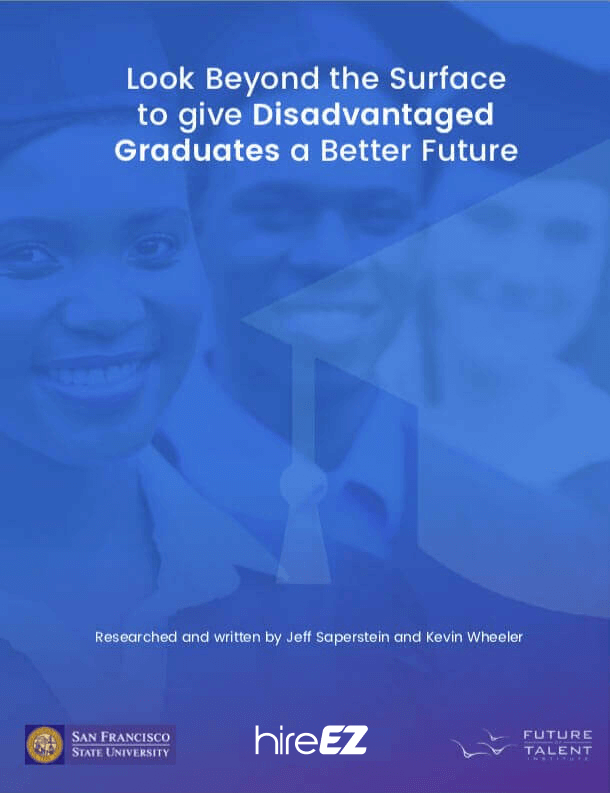 Look Beyond the Surface
to give Disadvantaged
Graduates a Better Future
Researched and written by Jeff Saperstein and Kevin Wheeler
SAN FRANCISCO
STATE UNIVERSITY
hireEZ
FUTURE
OF
TALENT
INSTITUTE